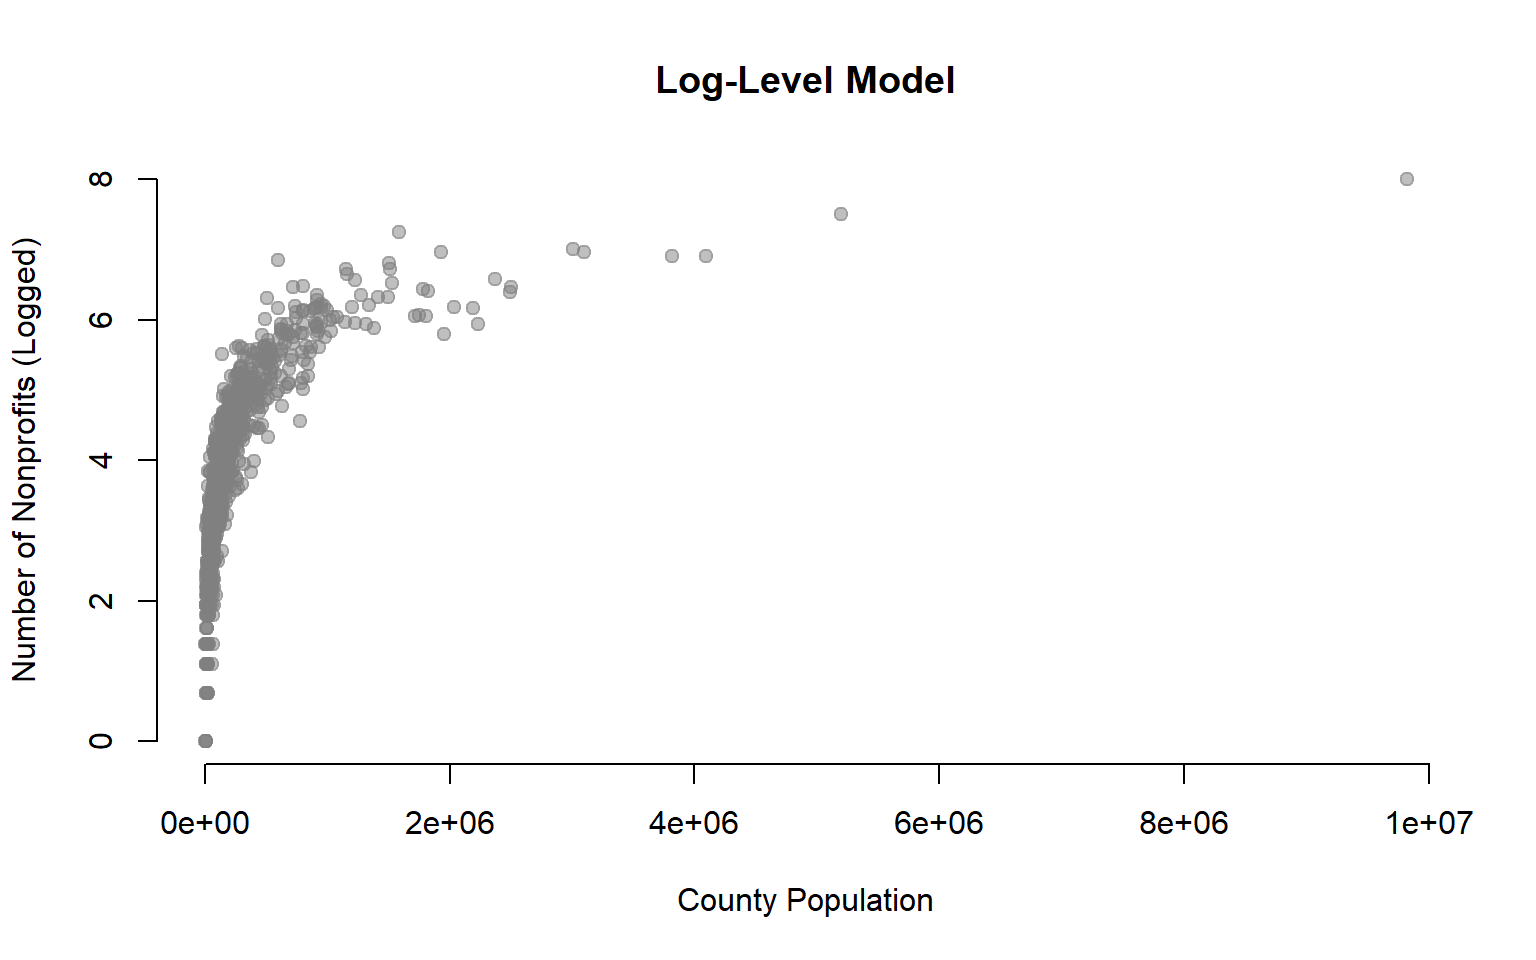 Log-Level Model
Number of Nonprofits (Logged)
8
6
4
2
0
0e+00 2e+06 4e+06 6e+06 8e+06 1e+07
County Population